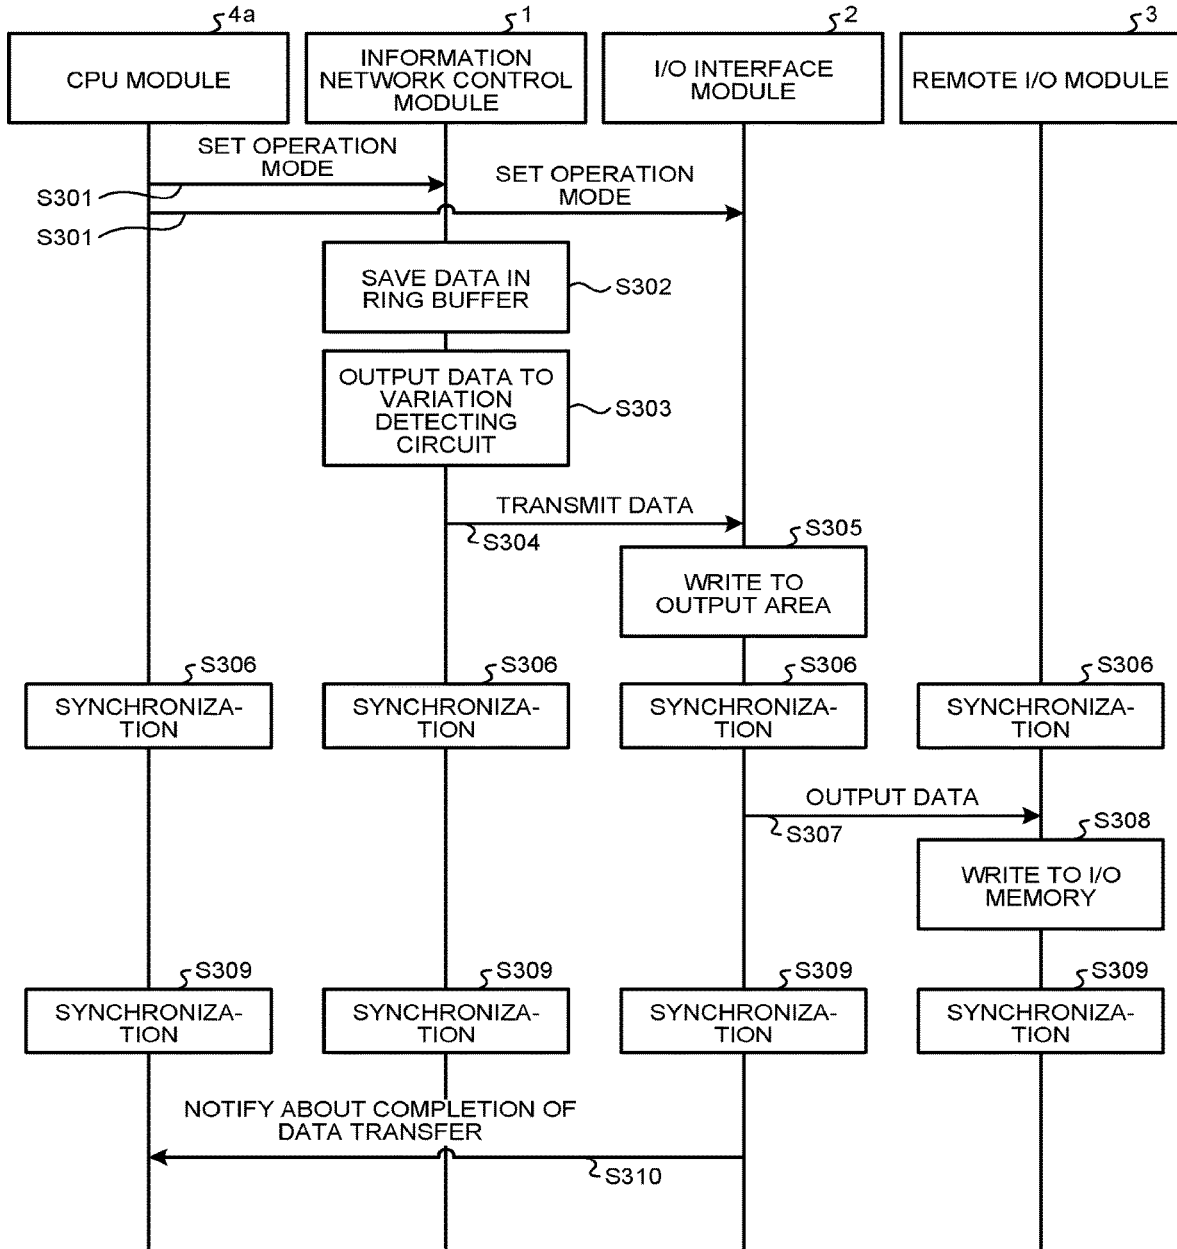 4a
1
2
3
CPU MODULE
INFORMATION
NETWORK CONTROL
MODULE
I/O INTERFACE
MODULE
REMOTE I/O MODULE
SET OPERATION
MODE
S301
SET OPERATION
MODE
S301
SAVE DATA IN
RING BUFFER
S302
OUTPUT DATA TO
VARIATION
DETECTING
CIRCUIT
S303
TRANSMIT DATA
S304
S305
WRITE TO
OUTPUT AREA
S306
S306
S306
S306
SYNCHRONIZA-
TION
SYNCHRONIZA-
TION
SYNCHRONIZA-
TION
SYNCHRONIZA-
TION
OUTPUT DATA
S307
S308
WRITE TO I/O
MEMORY
S309
S309
S309
S309
SYNCHRONIZA-
TION
SYNCHRONIZA-
TION
SYNCHRONIZA-
TION
SYNCHRONIZA-
TION
NOTIFY ABOUT COMPLETION OF
DATA TRANSFER
S310